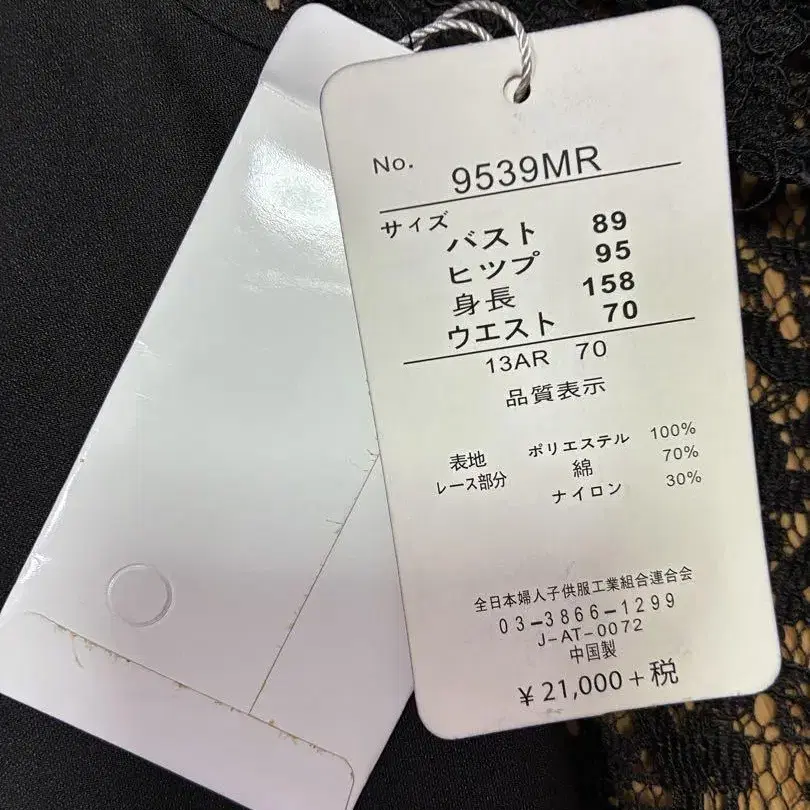 No. 9539MR
サイズ
バスト 89
ヒツプ 95
身長 158
ウエスト 70
13AR 70
品質表示
表地 ポリエステル 100%
レース部分 綿 70%
ナイロン 30%
全日本婦人子供服工業組合連合会
03-3866-1299
J-AT-0072
中国製
¥21,000+税